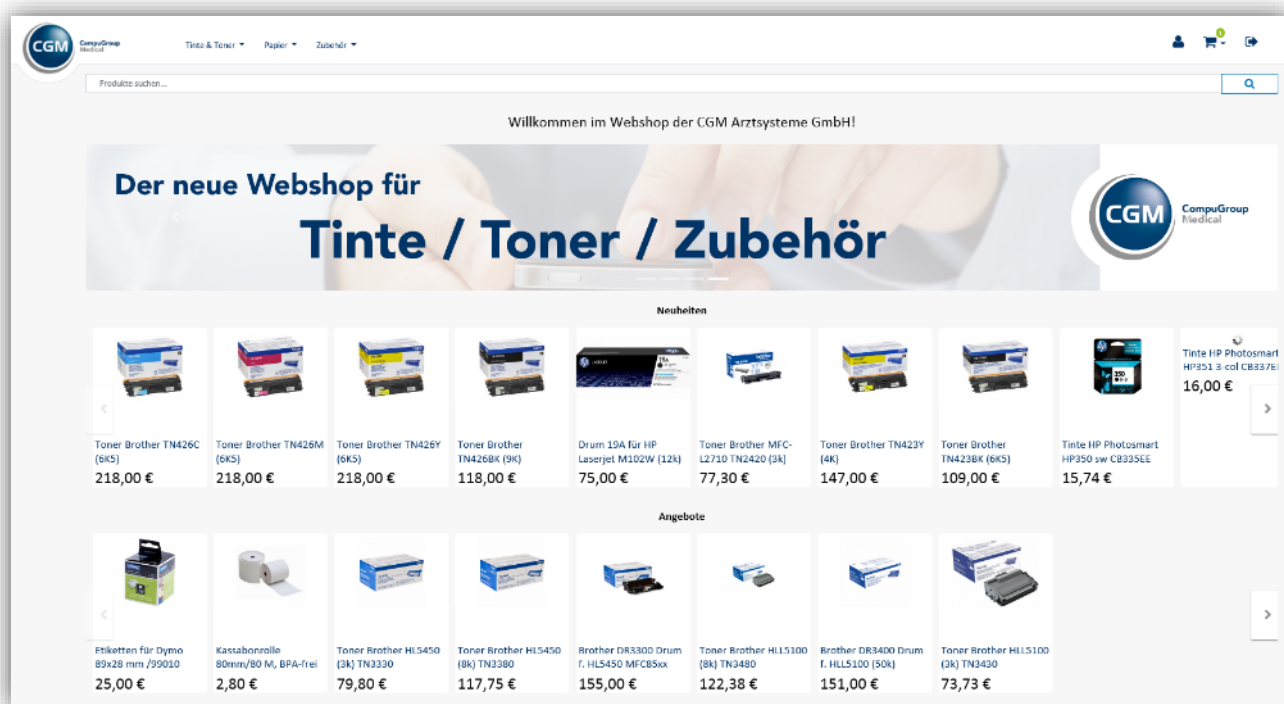 CGM
CompuGroup
Medical
Tinte & Toner
Papier
Zubehör
1
Produkte suchen...
Willkommen im Webshop der CGM Arztsysteme GmbH!
Der neue Webshop für
Tinte / Toner / Zubehör
CGM
CompuGroup
Medical
Neuheiten
Toner Brother TN426C
(6K5)
218,00 €
Toner Brother TN426M
(6K5)
218,00 €
Toner Brother TN426Y
(6K5)
218,00 €
Toner Brother
TN426BK (9K)
118,00 €
19A
Drum 19A für HP
Laserjet M102W (12k)
75,00 €
Toner Brother MFC-
L2710 TN2420 (3k)
77,30 €
Toner Brother TN423Y
(4K)
147,00 €
Toner Brother
TN423BK (6K5)
109,00 €
350
Tinte HP Photosmart
HP350 sw CB335EE
15,74 €
Tinte HP Photosmart
HP351 3-col CB337EE
16,00 €
Angebote
Etiketten für Dymo
89x28 mm /99010
25,00 €
Kassabonrolle
80mm/80 M, BPA-frei
2,80 €
Toner Brother HL5450
(3k) TN3330
79,80 €
Toner Brother HL5450
(8k) TN3380
117,75 €
Brother DR3300 Drum
f. HL5450 MFC85xx
155,00 €
Toner Brother HLL5100
(8k) TN3480
122,38 €
Brother DR3400 Drum
f. HLL5100 (50k)
151,00 €
Toner Brother HLL5100
(3k) TN3430
73,73 €